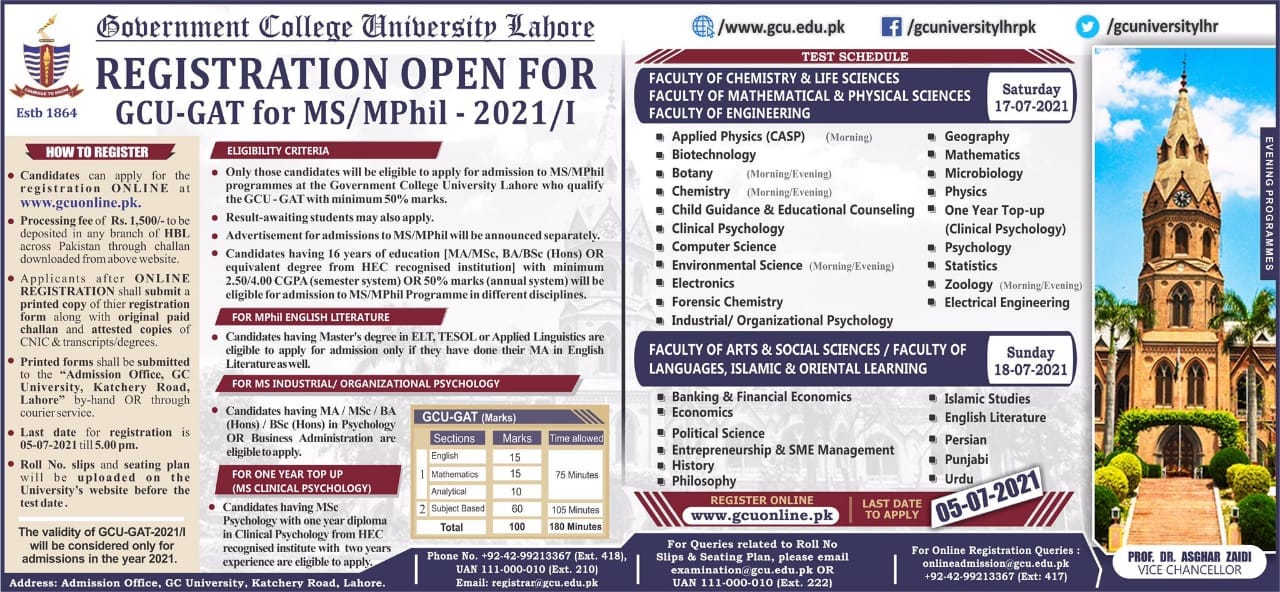 Government College University Lahore
REGISTRATION OPEN FOR
GCU-GAT for MS/MPhil - 2021/I
COURAGE TO KNOW
Estb 1864
/www.gcu.edu.pk
/gcuniversitylhrpk
/gcuniversitylhr
HOW TO REGISTER
Candidates can apply for the
registration ONLINE at
www.gcuonline.pk.
Processing fee of Rs. 1,500/- to be
deposited in any branch of HBL
across Pakistan through challan
downloaded from above website.
Applicants after ONLINE
REGISTRATION shall submit a
printed copy of thier registration
form along with original paid
challan and attested copies of
CNIC & transcripts/degrees.
Printed forms shall be submitted
to the “Admission Office, GC
University, Katchery Road,
Lahore” by-hand OR through
courier service.
Last date for registration is
05-07-2021 till 5.00 pm.
Roll No. slips and seating plan
will be uploaded on the
University's website before the
test date .
The validity of GCU-GAT-2021/I
will be considered only for
admissions in the year 2021.
ELIGIBILITY CRITERIA
Only those candidates will be eligible to apply for admission to MS/MPhil
programmes at the Government College University Lahore who qualify
the GCU - GAT with minimum 50% marks.
Result-awaiting students may also apply.
Advertisement for admissions to MS/MPhil will be announced separately.
Candidates having 16 years of education [MA/MSc, BA/BSc (Hons) OR
equivalent degree from HEC recognised institution] with minimum
2.50/4.00 CGPA (semester system) OR 50% marks (annual system) will be
eligible for admission to MS/MPhil Programme in different disciplines.
FOR MPhil ENGLISH LITERATURE
Candidates having Master's degree in ELT, TESOL or Applied Linguistics are
eligible to apply for admission only if they have done their MA in English
Literature as well.
FOR MS INDUSTRIAL/ ORGANIZATIONAL PSYCHOLOGY
Candidates having MA / MSc / BA
(Hons) / BSc (Hons) in Psychology
OR Business Administration are
eligible to apply.
FOR ONE YEAR TOP UP
(MS CLINICAL PSYCHOLOGY)
Candidates having MSc
Psychology with one year diploma
in Clinical Psychology from HEC
recognised institute with two years
experience are eligible to apply.
GCU-GAT (Marks)
Sections Marks Time allowed
1 English 15 75 Minutes
Mathematics 15
Analytical 10
2 Subject Based 60 105 Minutes
Total 100 180 Minutes
TEST SCHEDULE
FACULTY OF CHEMISTRY & LIFE SCIENCES
FACULTY OF MATHEMATICAL & PHYSICAL SCIENCES
FACULTY OF ENGINEERING
Saturday
17-07-2021
Applied Physics (CASP) (Morning)
Biotechnology
Botany (Morning/Evening)
Chemistry (Morning/Evening)
Child Guidance & Educational Counseling
Clinical Psychology
Computer Science
Environmental Science (Morning/Evening)
Electronics
Forensic Chemistry
Industrial/ Organizational Psychology
Geography
Mathematics
Microbiology
Physics
One Year Top-up
(Clinical Psychology)
Psychology
Statistics
Zoology (Morning/Evening)
Electrical Engineering
FACULTY OF ARTS & SOCIAL SCIENCES / FACULTY OF
LANGUAGES, ISLAMIC & ORIENTAL LEARNING
Sunday
18-07-2021
Banking & Financial Economics
Economics
Political Science
Entrepreneurship & SME Management
History
Philosophy
Islamic Studies
English Literature
Persian
Punjabi
Urdu
REGISTER ONLINE
www.gcuonline.pk
LAST DATE
TO APPLY
05-07-2021
EVENING PROGRAMMES
PROF. DR. ASGHAR ZAIDI
VICE CHANCELLOR
Address: Admission Office, GC University, Katchery Road, Lahore.
Phone No. +92-42-99213367 (Ext. 418),
UAN 111-000-010 (Ext. 210)
Email: registrar@gcu.edu.pk
For Queries related to Roll No
Slips & Seating Plan, please email
examination@gcu.edu.pk OR
UAN 111-000-010 (Ext. 222)
For Online Registration Queries :
onlineadmission@gcu.edu.pk
+92-42-99213367 (Ext: 417)